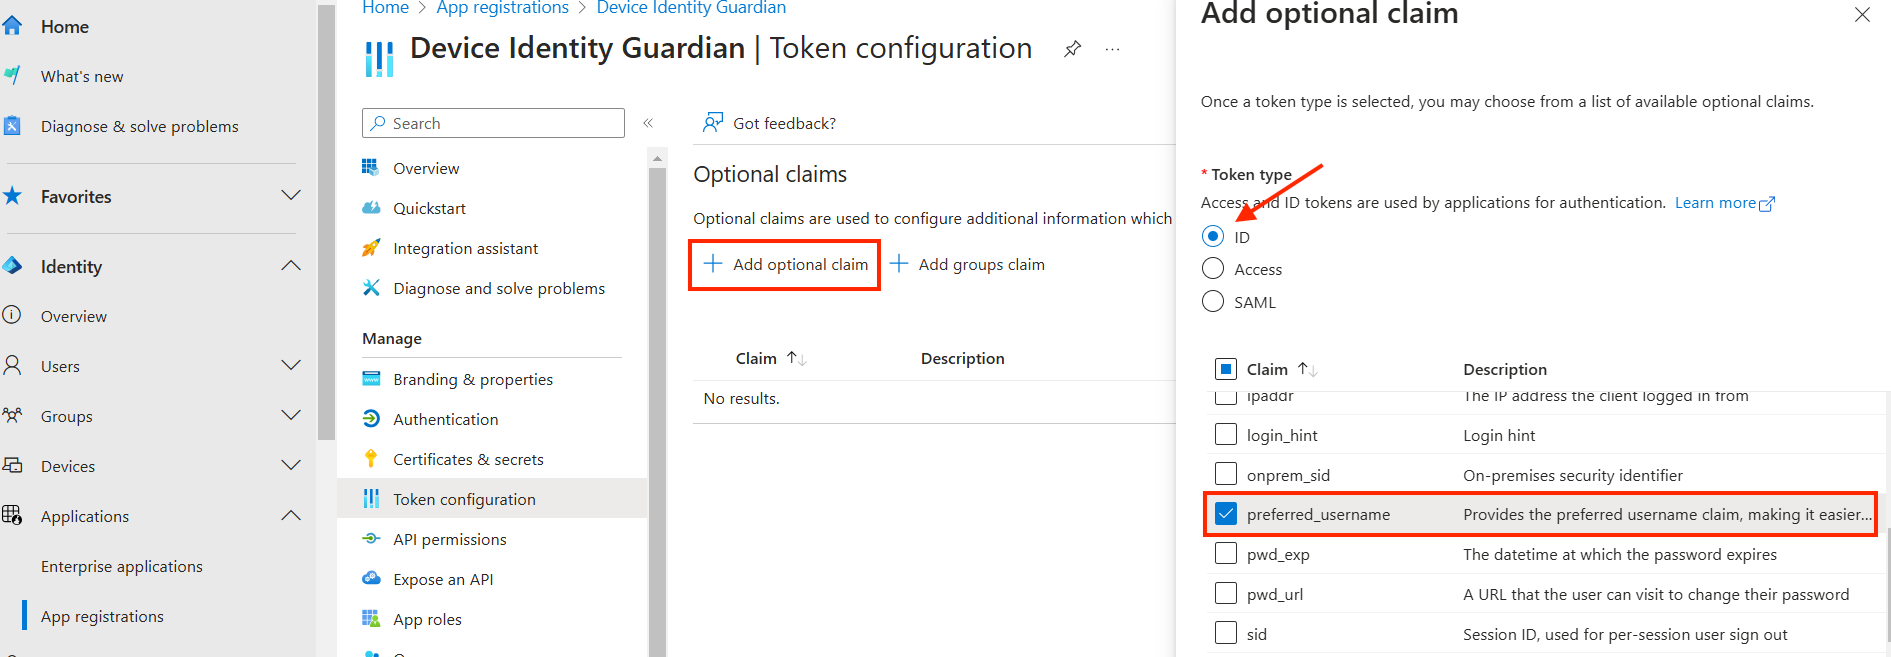 Home
What's new
Diagnose & solve problems
Favorites
Identity
Overview
Users
Groups
Devices
Applications
Enterprise applications
App registrations
Home > App registrations > Device Identity Guardian
Device Identity Guardian | Token configuration
Search
Overview
Quickstart
Integration assistant
Diagnose and solve problems
Manage
Branding & properties
Authentication
Certificates & secrets
Token configuration
API permissions
Expose an API
App roles
Got feedback?
Optional claims
Optional claims are used to configure additional information which
Add optional claim
Add groups claim
Claim Description
No results.
Add optional claim
Once a token type is selected, you may choose from a list of available optional claims.
* Token type
Access and ID tokens are used by applications for authentication. Learn more
ID
Access
SAML
Claim Description
ipaddr The IP address the client logged in from
login_hint Login hint
onprem_sid On-premises security identifier
preferred_username Provides the preferred username claim, making it easier...
pwd_exp The datetime at which the password expires
pwd_url A URL that the user can visit to change their password
sid Session ID, used for per-session user sign out